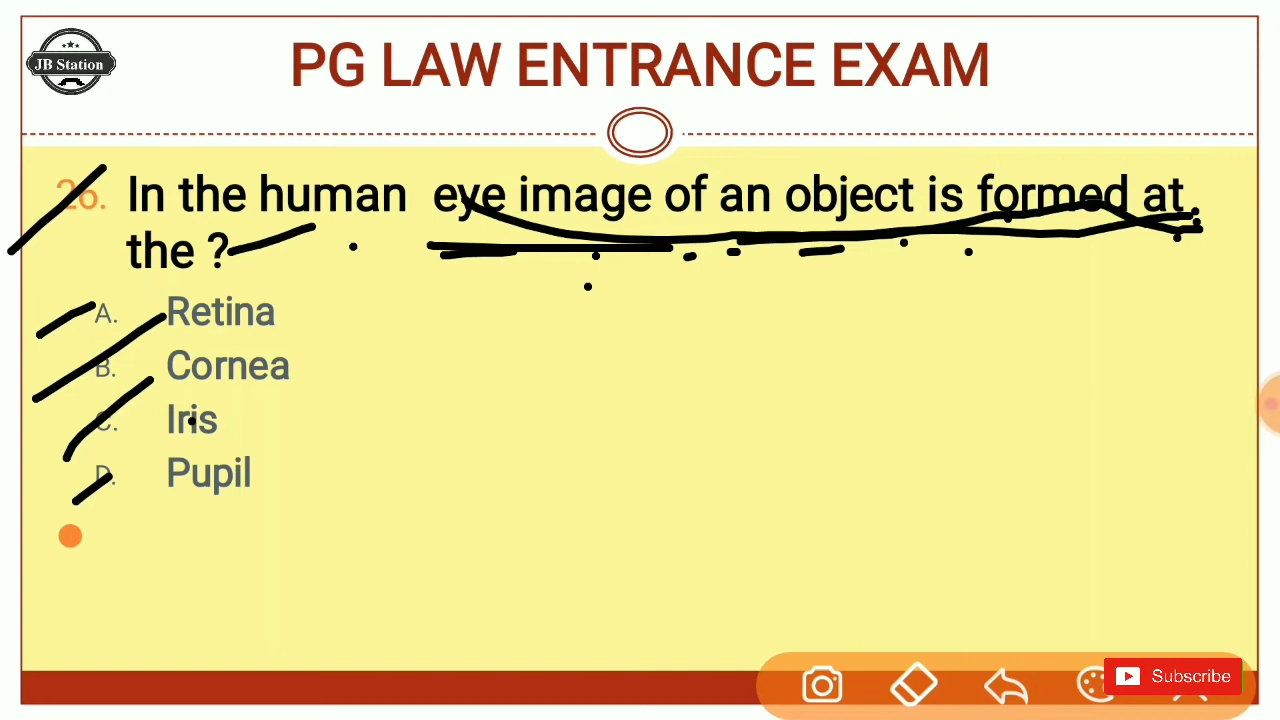 JB Station
PG LAW ENTRANCE EXAM
26. In the human eye image of an object is formed at
the ?
A. Retina
B. Cornea
C. Iris
D. Pupil
Subscribe